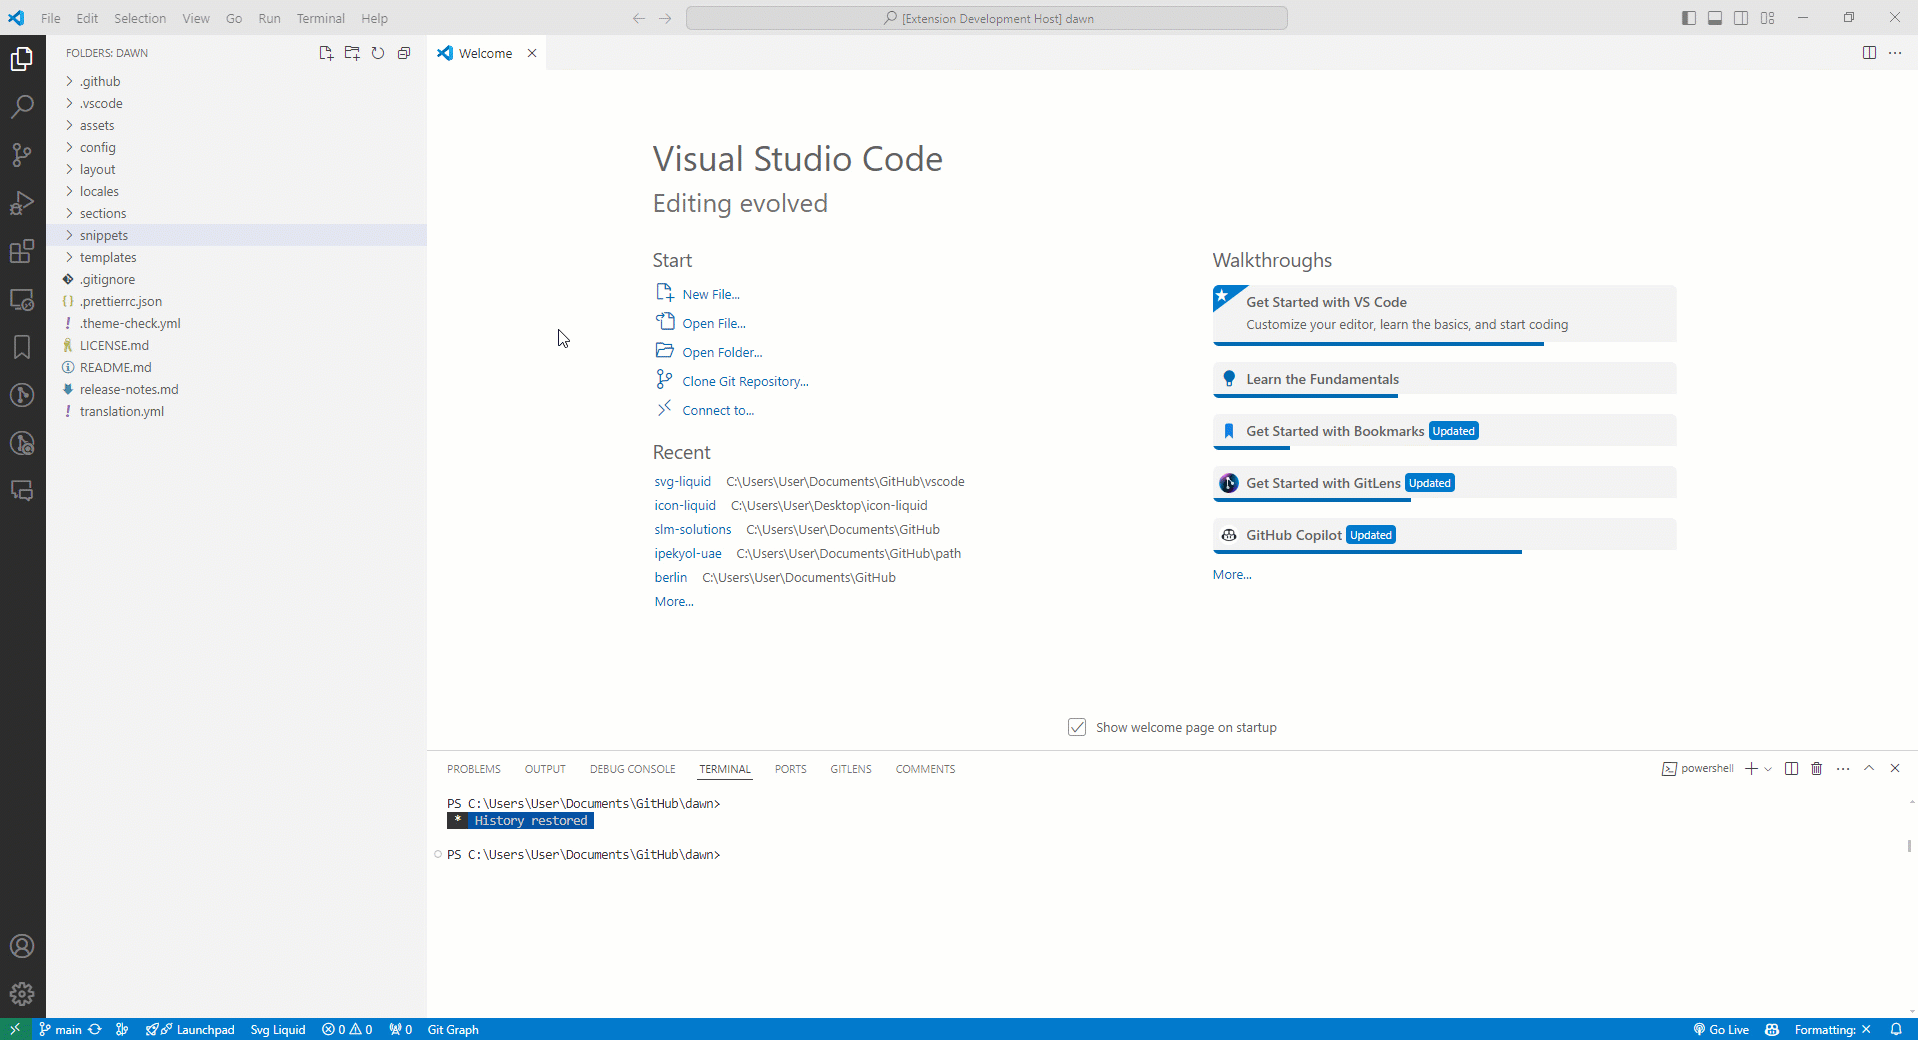 File Edit Selection View Go Run Terminal Help
[Extension Development Host] dawn
FOLDERS: DAWN
.github
.vscode
assets
config
layout
locales
sections
snippets
templates
.gitignore
.prettierrc.json
.theme-check.yml
LICENSE.md
README.md
release-notes.md
translation.yml
Welcome
Visual Studio Code
Editing evolved
Start
New File...
Open File...
Open Folder...
Clone Git Repository...
Connect to...
Recent
svg-liquid C:\Users\User\Documents\GitHub\vscode
icon-liquid C:\Users\User\Desktop\icon-liquid
slm-solutions C:\Users\User\Documents\GitHub
ipekyol-uae C:\Users\User\Documents\GitHub\path
berlin C:\Users\User\Documents\GitHub
More...
Walkthroughs
Get Started with VS Code
Customize your editor, learn the basics, and start coding
Learn the Fundamentals
Get Started with Bookmarks Updated
Get Started with GitLens Updated
GitHub Copilot Updated
More...
Show welcome page on startup
PROBLEMS OUTPUT DEBUG CONSOLE TERMINAL PORTS GITLENS COMMENTS
powershell
PS C:\Users\User\Documents\GitHub\dawn>
* History restored
PS C:\Users\User\Documents\GitHub\dawn>
main Launchpad Svg Liquid 0 0 0 Git Graph
Go Live Formatting: ×